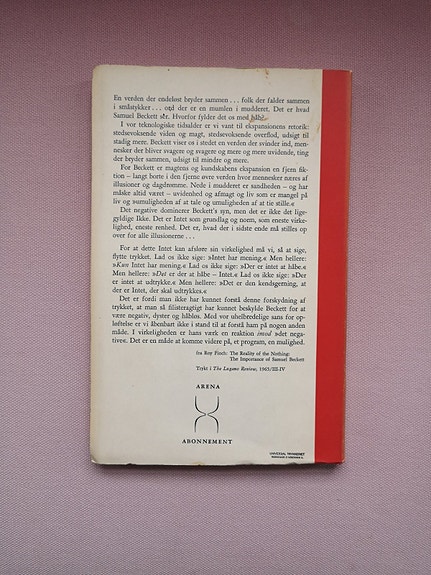 En verden der endeløst bryder sammen . . . folk der falder sammen
i småstykker . . . ord der er en mumlen i mudderet. Det er hvad
Samuel Beckett ser. Hvorfor fylder det os med håb?
I vor teknologiske tidsalder er vi vant til ekspansionens retorik:
stedsevoksende viden og magt, stedsevoksende overflod, udsigt til
stadig mere. Beckett viser os i stedet en verden der svinder ind, men-
nesker der bliver svagere og svagere og mere og mere uvidende, ting
der bryder sammen, udsigt til mindre og mere.
For Beckett er magtens og kundskabens ekspansion en fjern fik-
tion – langt borte i den fjerne øvre verden hvor mennesker næres af
illusioner og dagdrømme. Nede i mudderet er sandheden – og har
måske altid været – uvidenhed og afmagt og liv som er mangel på
liv og »umuligheden af at tale og umuligheden af at tie stille.«
Det negative dominerer Beckett's syn, men det er ikke det lige-
gyldige Ikke. Det er Intet som grundlag og norm, som eneste virke-
lighed, eneste renhed. Det er, hvad der i sidste ende må stilles op
over for alle illusionerne . . .
For at dette Intet kan afsløre sin virkelighed må vi, så at sige,
flytte trykket. Lad os ikke sige: »Intet har mening.« Men hellere:
»Kun Intet har mening.« Lad os ikke sige: »Der er intet at håbe.«
Men hellere: »Det er der at håbe – Intet.« Lad os ikke sige: »Der
er intet at udtrykke.« Men hellere: »Det er den kendsgerning, at
der er Intet, der skal udtrykkes.«
Det er fordi man ikke har kunnet forstå denne forskydning af
trykket, at man så filistragtigt har kunnet beskylde Beckett for at
være negativ, dyster og håbløs. Med vor uhelbredelige sans for op-
løftelse er vi åbenbart ikke i stand til at forstå ham på nogen anden
måde. I virkeligheden er hans værk en reaktion imod »det nega-
tive«. Det er en måde at komme videre på, et program, en mulighed.
(fra Roy Finch: The Reality of the Nothing:
The Importance of Samuel Beckett
Trykt i The Lugano Review, 1965/III-IV
ARENA
ABONNEMENT
UNIVERSAL